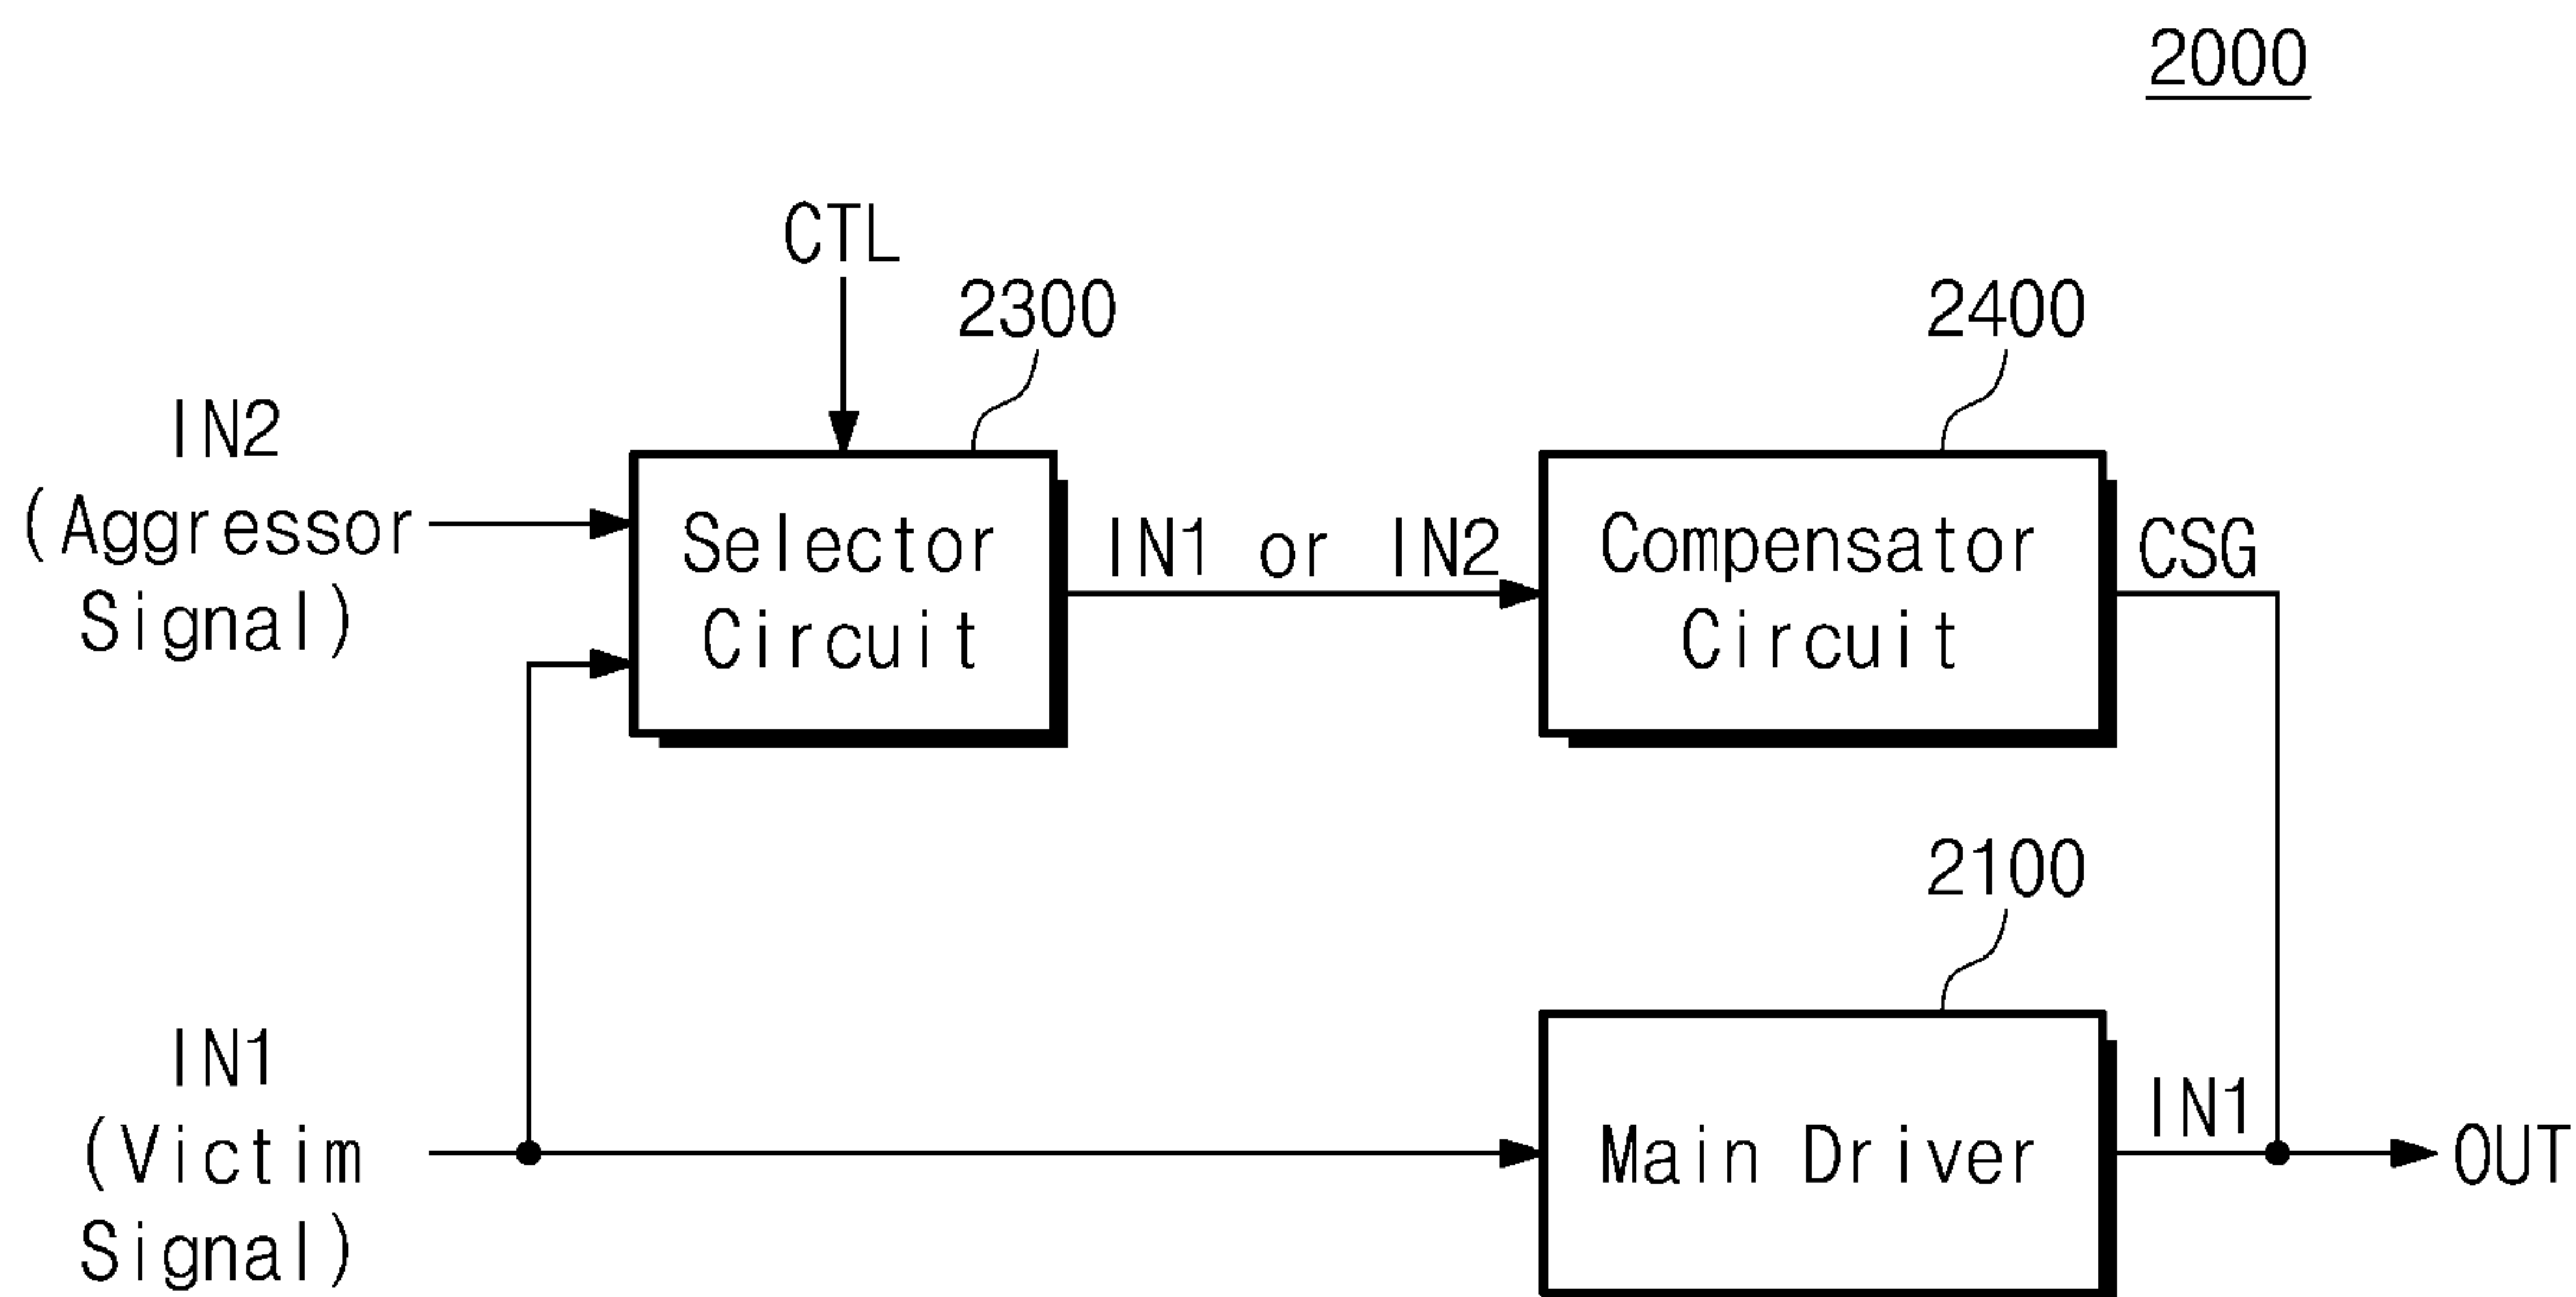 2000
CTL
2300
2400
IN2
(Aggressor
Signal)
Selector
Circuit
IN1 or IN2
Compensator
Circuit
CSG
2100
IN1
(Victim
Signal)
Main Driver
IN1
OUT